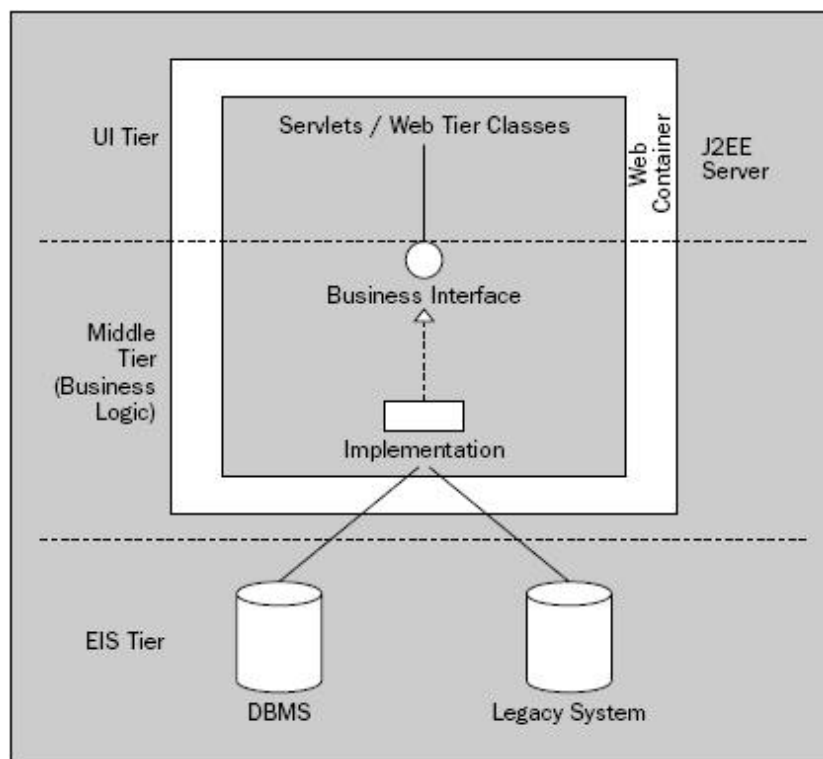 UI Tier
Servlets / Web Tier Classes
Web
Container
J2EE
Server
Business Interface
Middle
Tier
(Business
Logic)
Implementation
EIS Tier
DBMS
Legacy System